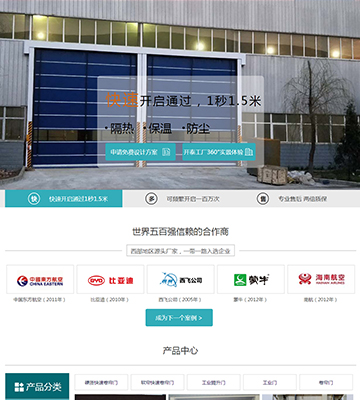 快速开启通过，1秒1.5米
·隔热 ·保温 ·防尘
申请免费设计方案
开泰工厂360°实景体验
快 快速开启通过1秒1.5米
多 可频繁开启一百万次
售 专业售后 两倍质保
世界五百强信赖的合作商
西部地区源头厂家，一带一路入选企业
中國東方航空
CHINA EASTERN
BYD 比亚迪
西飞公司
蒙牛
海南航空
HAINAN AIRLINES
中国东方航空（2011年）
比亚迪（2010年）
西飞公司（2005年）
蒙牛（2012年）
海航（2012年）
成为下一个案例 >
产品中心
产品分类
硬质快速卷帘门
软帘快速卷帘门
工业提升门
工业门
卷帘门